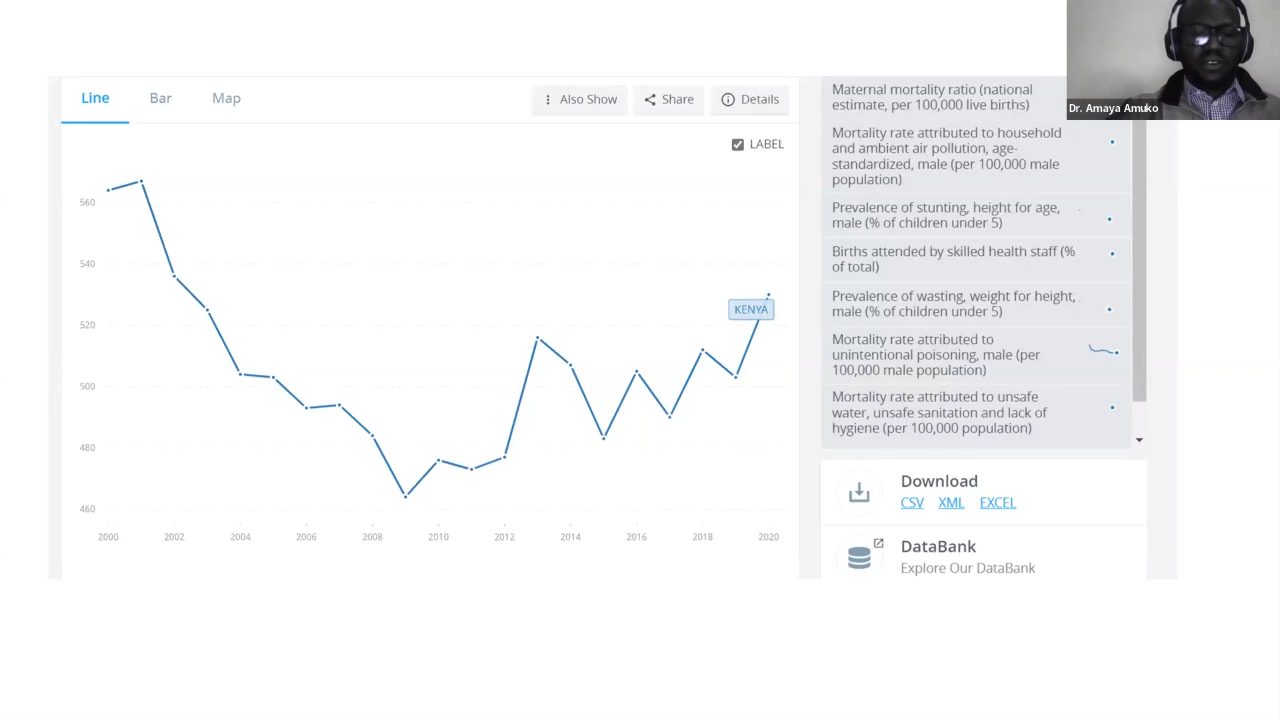 Line Bar Map
Also Show Share Details
LABEL
560
540
520
500
480
460
KENYA
2000 2002 2004 2006 2008 2010 2012 2014 2016 2018 2020
Maternal mortality ratio (national
estimate, per 100,000 live births)
Mortality rate attributed to household
and ambient air pollution, age-
standardized, male (per 100,000 male
population)
Prevalence of stunting, height for age,
male (% of children under 5)
Births attended by skilled health staff (%
of total)
Prevalence of wasting, weight for height,
male (% of children under 5)
Mortality rate attributed to
unintentional poisoning, male (per
100,000 male population)
Mortality rate attributed to unsafe
water, unsafe sanitation and lack of
hygiene (per 100,000 population)
Download
CSV XML EXCEL
DataBank
Explore Our DataBank
Dr. Amaya Amuko